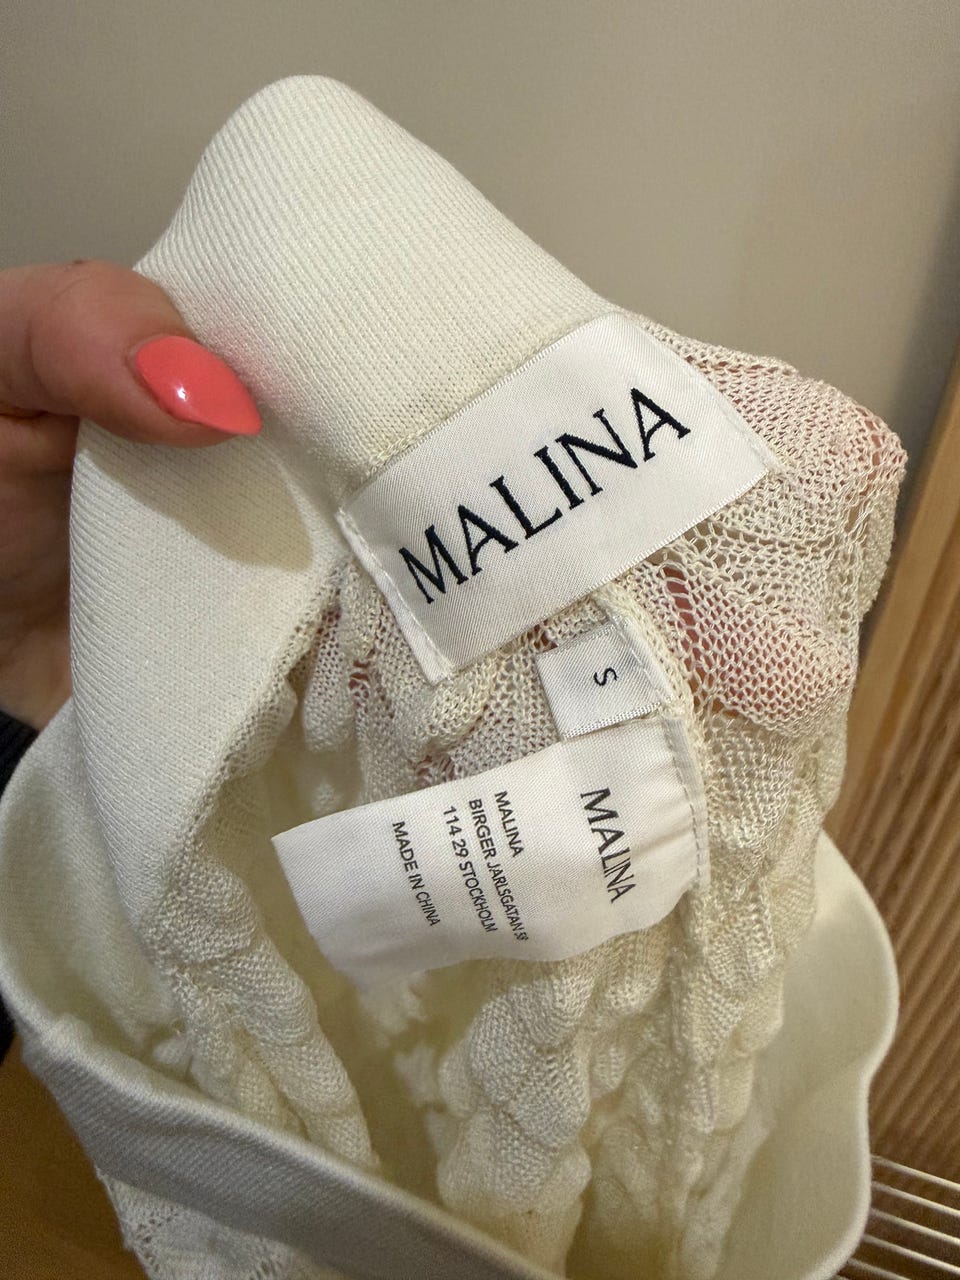 MALINA
S
MALINA
MALINA
BIRGER JARLSGATAN
114 29 STOCKHOLM
MADE IN CHINA